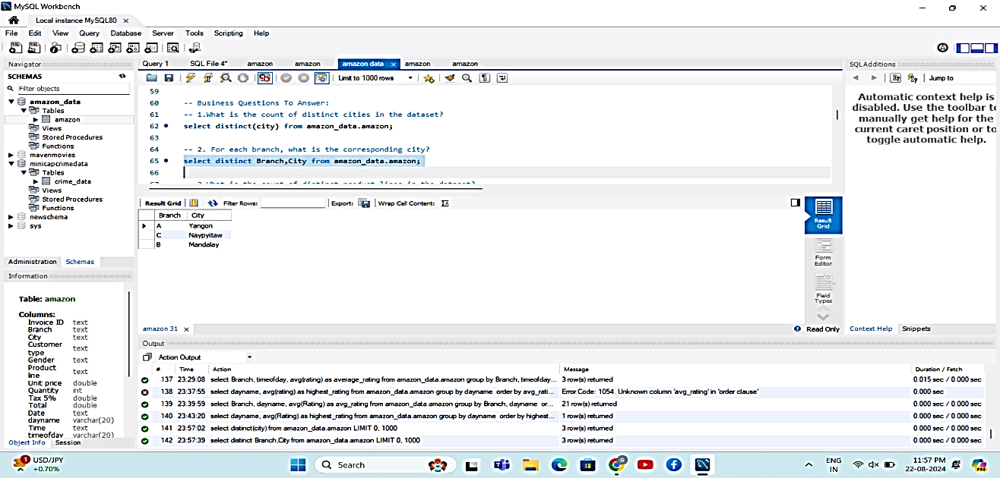 MySQL Workbench
Local instance MySQL80
File Edit View Query Database Server Tools Scripting Help
Navigator
SCHEMAS
Filter objects
amazon_data
Tables
amazon
Views
Stored Procedures
Functions
mavenmovies
minicapcrimedata
Tables
crime_data
Views
Stored Procedures
Functions
newschema
sys
Administration Schemas
Information
Table: amazon
Columns:
Invoice ID text
Branch text
City text
Customer type text
Gender text
Product line text
Unit price double
Quantity int
Tax 5% double
Total double
Date text
dayname varchar(20)
Time text
timeofday varchar(20)
Object Info Session
Query 1 SQL File 4* amazon amazon amazon data amazon amazon
Limit to 1000 rows
59
60 -- Business Questions To Answer:
61 -- 1.What is the count of distinct cities in the dataset?
62 select distinct(city) from amazon_data.amazon;
63
64 -- 2. For each branch, what is the corresponding city?
65 select distinct Branch,City from amazon_data.amazon;
66
67 -- 3.What is the count of distinct product lines in the dataset?
Result Grid Filter Rows: Export: Wrap Cell Content:
Branch City
A Yangon
C Naypyitaw
B Mandalay
Result Grid
Form Editor
Field Types
amazon 31 Read Only
Output
Action Output
# Time Action Message Duration / Fetch
137 23:29:08 select Branch, timeofday, avg(rating) as average_rating from amazon_data.amazon group by Branch, timeofday... 3 row(s) returned 0.015 sec / 0.000 sec
138 23:37:55 select dayname, avg(rating) as highest_rating from amazon_data.amazon group by dayname order by avg_rati... Error Code: 1054. Unknown column 'avg_rating' in 'order clause' 0.000 sec
139 23:39:59 select Branch, dayname, avg(Rating) as avg_rating from amazon_data.amazon group by Branch, dayname or... 21 row(s) returned 0.000 sec / 0.000 sec
140 23:43:20 select dayname, avg(Rating) as highest_rating from amazon_data.amazon group by dayname order by highest... 1 row(s) returned 0.000 sec / 0.000 sec
141 23:57:02 select distinct(city) from amazon_data.amazon LIMIT 0, 1000 3 row(s) returned 0.000 sec / 0.000 sec
142 23:57:39 select distinct Branch,City from amazon_data.amazon LIMIT 0, 1000 3 row(s) returned 0.000 sec / 0.000 sec
SQLAdditions
Jump to
Automatic context help is
disabled. Use the toolbar to
manually get help for the
current caret position or to
toggle automatic help.
Context Help Snippets
1
USD/JPY
+0.70%
Search
ENG
IN
11:57 PM
22-08-2024
PRE